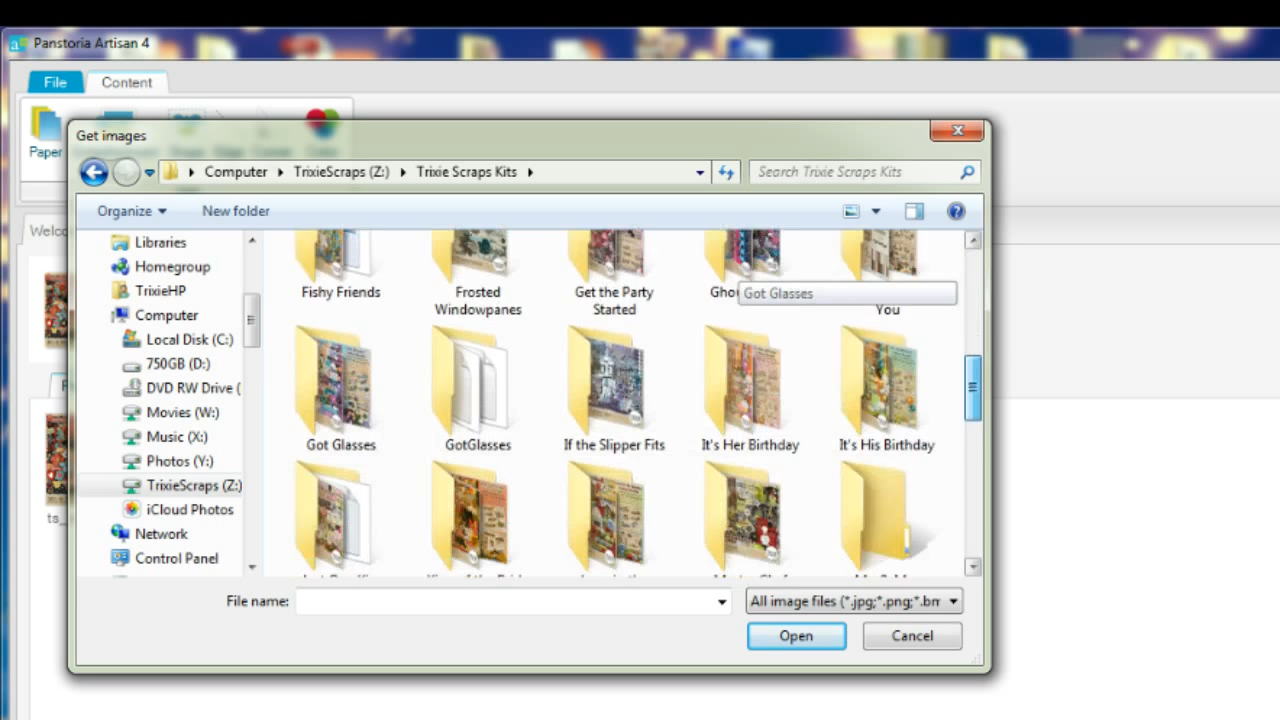 Panstoria Artisan 4
File
Content
Paper
Get images
Computer
TrixieScraps (Z:)
Trixie Scraps Kits
Search Trixie Scraps Kits
Organize
New folder
Libraries
Homegroup
TrixieHP
Computer
Local Disk (C:)
750GB (D:)
DVD RW Drive (
Movies (W:)
Music (X:)
Photos (Y:)
TrixieScraps (Z:)
iCloud Photos
Network
Control Panel
Fishy Friends
Frosted
Windowpanes
Get the Party
Started
Got Glasses
You
Got Glasses
GotGlasses
If the Slipper Fits
It's Her Birthday
It's His Birthday
File name:
All image files (*.jpg;*.png;*.bm
Open
Cancel